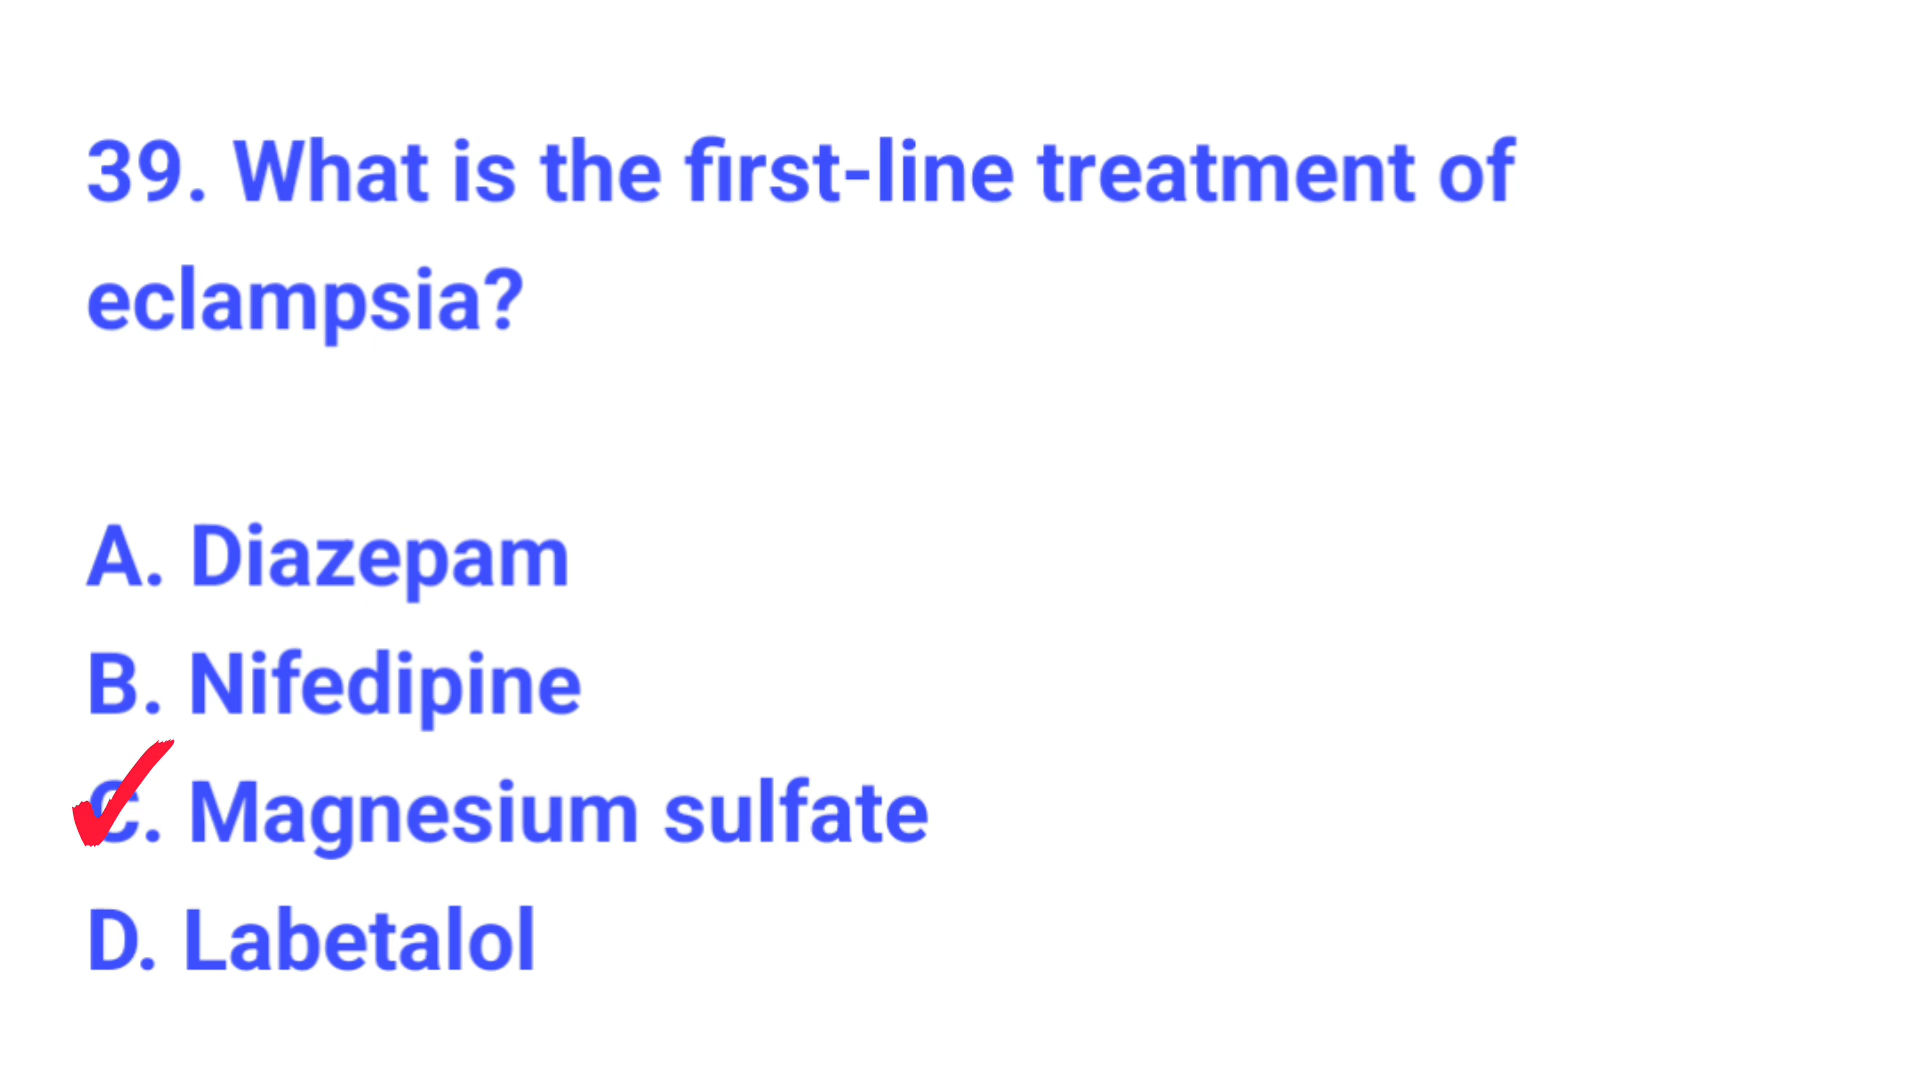 39. What is the first-line treatment of
eclampsia?
A. Diazepam
B. Nifedipine
C. Magnesium sulfate
D. Labetalol